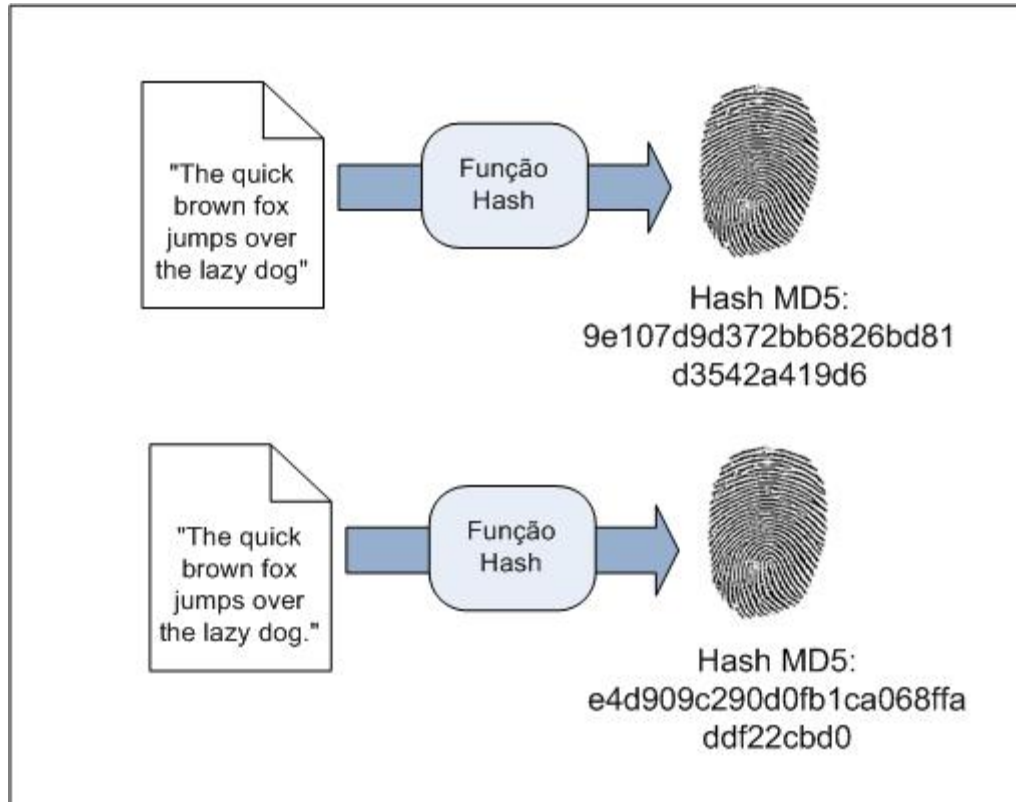 "The quick
brown fox
jumps over
the lazy dog"
Função
Hash
Hash MD5:
9e107d9d372bb6826bd81
d3542a419d6
"The quick
brown fox
jumps over
the lazy dog."
Função
Hash
Hash MD5:
e4d909c290d0fb1ca068ffa
ddf22cbd0